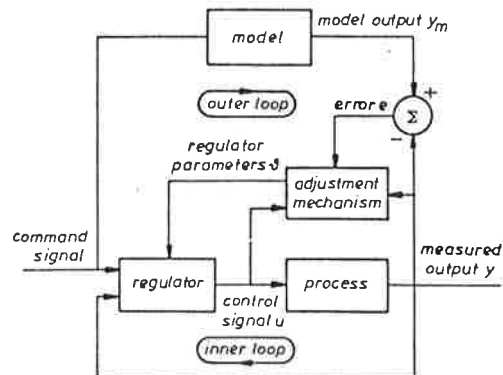 model output yₘ
model
outer loop
error e
+
Σ
−
regulator
parameters ϑ
adjustment
mechanism
command
signal
measured
output y
regulator
process
control
signal u
inner loop